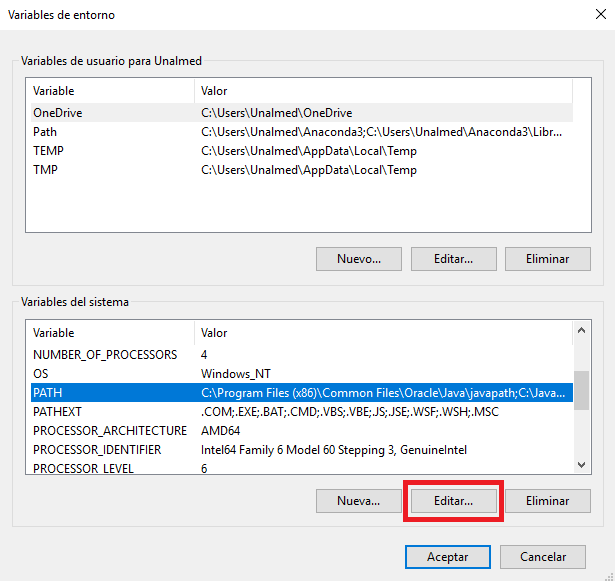 Variables de entorno
Variables de usuario para Unalmed
Variable Valor
OneDrive C:\Users\Unalmed\OneDrive
Path C:\Users\Unalmed\Anaconda3;C:\Users\Unalmed\Anaconda3\Libr...
TEMP C:\Users\Unalmed\AppData\Local\Temp
TMP C:\Users\Unalmed\AppData\Local\Temp
Nuevo... Editar... Eliminar
Variables del sistema
Variable Valor
NUMBER_OF_PROCESSORS 4
OS Windows_NT
PATH C:\Program Files (x86)\Common Files\Oracle\Java\javapath;C:\Java...
PATHEXT .COM;.EXE;.BAT;.CMD;.VBS;.VBE;.JS;.JSE;.WSF;.WSH;.MSC
PROCESSOR_ARCHITECTURE AMD64
PROCESSOR_IDENTIFIER Intel64 Family 6 Model 60 Stepping 3, GenuineIntel
PROCESSOR_LEVEL 6
Nueva... Editar... Eliminar
Aceptar Cancelar